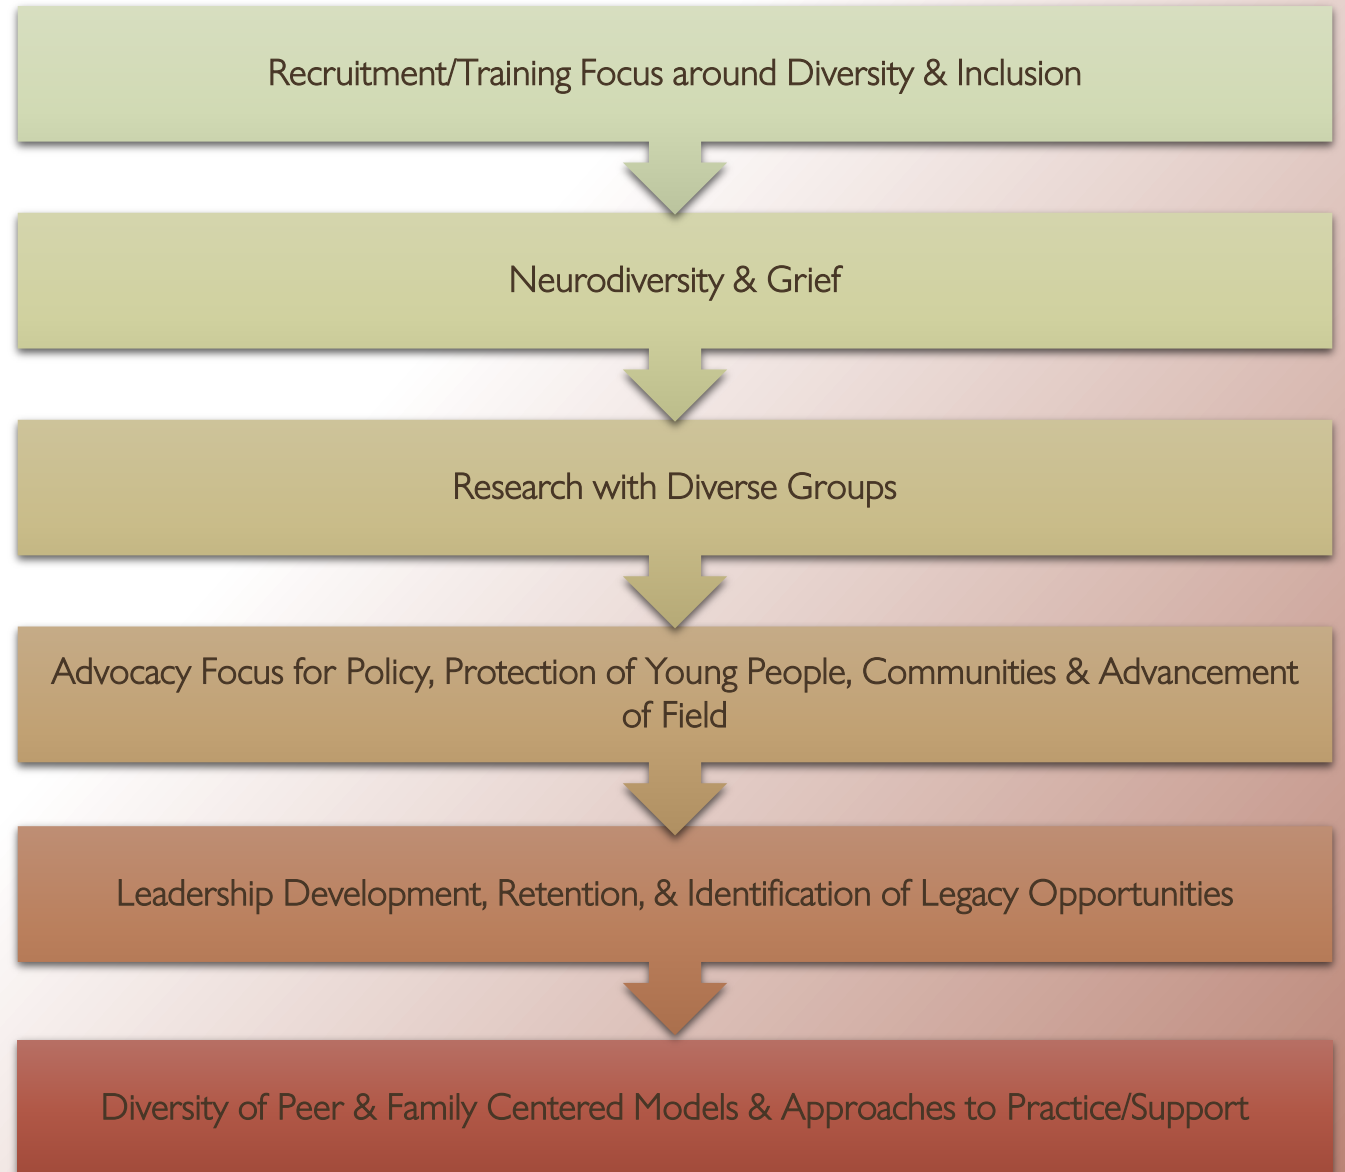 Recruitment/Training Focus around Diversity & Inclusion
Neurodiversity & Grief
Research with Diverse Groups
Advocacy Focus for Policy, Protection of Young People, Communities & Advancement
of Field
Leadership Development, Retention, & Identification of Legacy Opportunities
Diversity of Peer & Family Centered Models & Approaches to Practice/Support